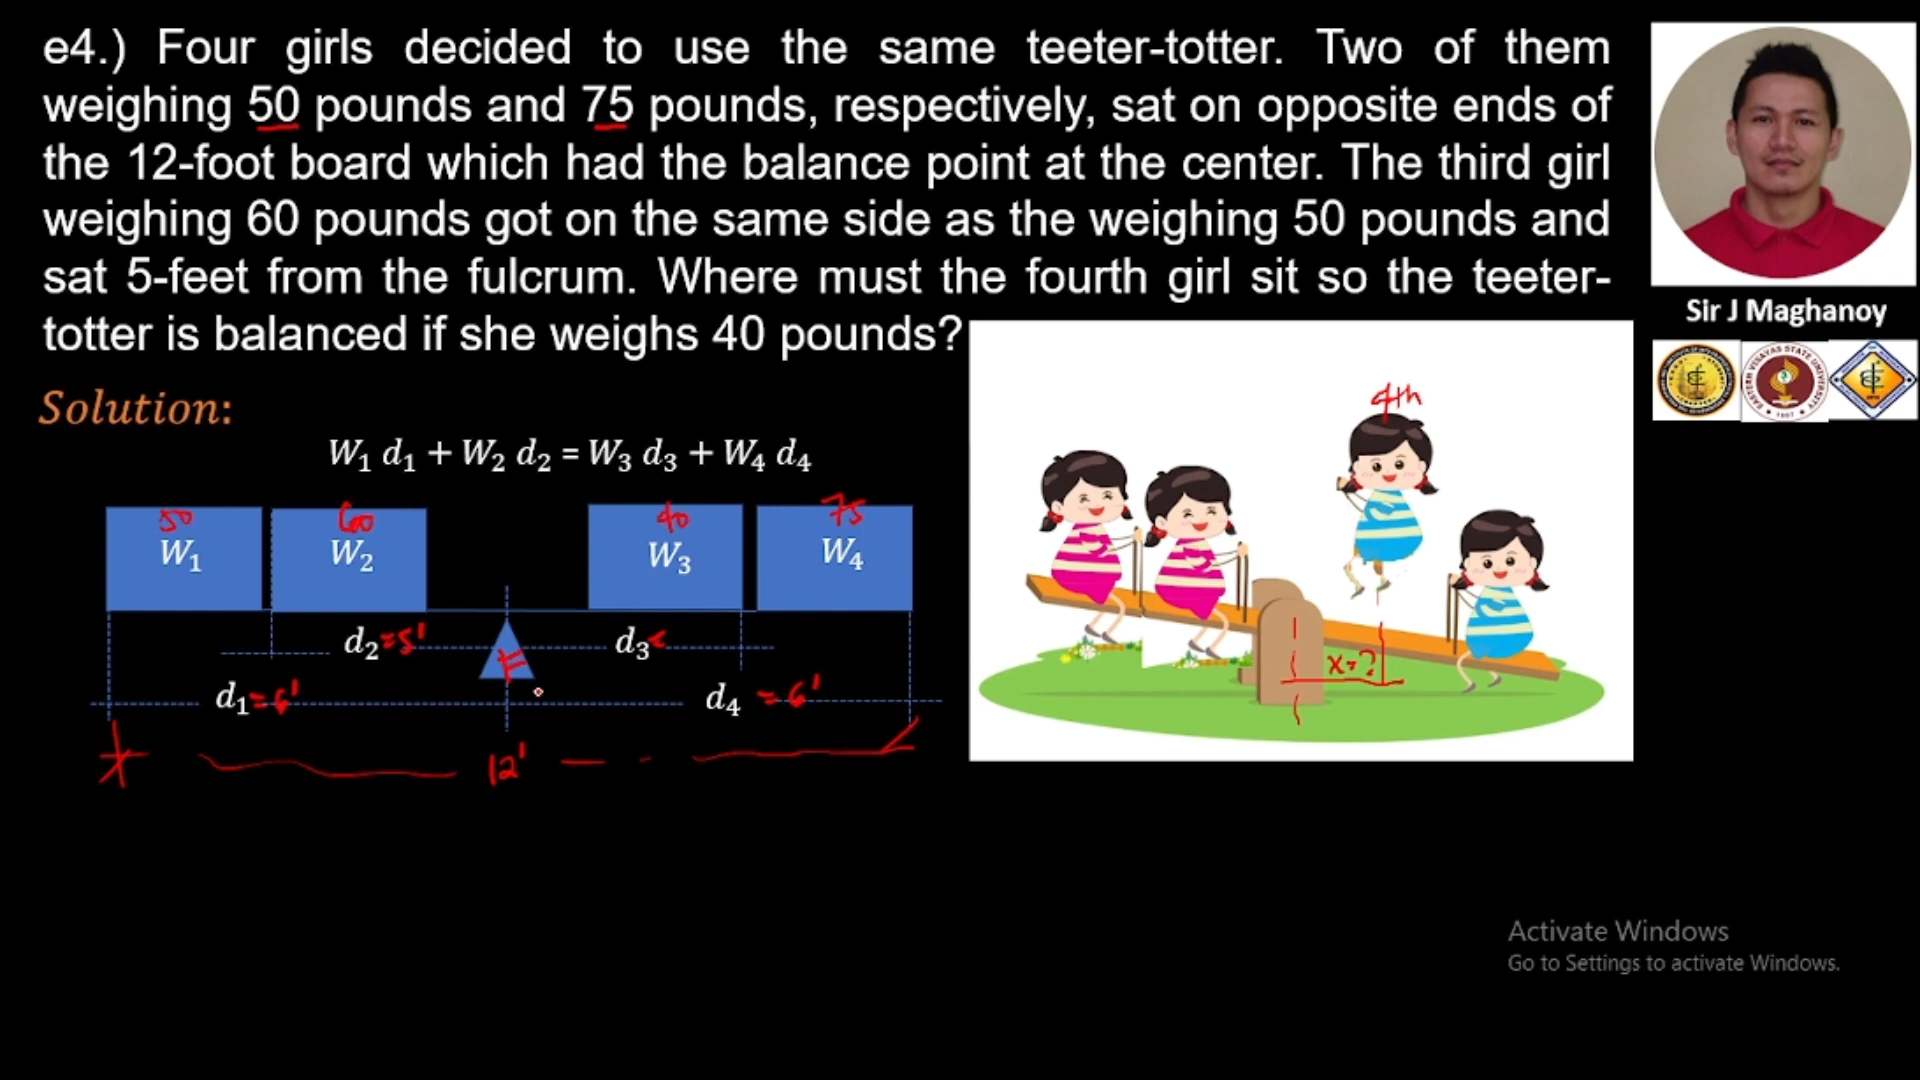 e4.) Four girls decided to use the same teeter-totter. Two of them
weighing 50 pounds and 75 pounds, respectively, sat on opposite ends of
the 12-foot board which had the balance point at the center. The third girl
weighing 60 pounds got on the same side as the weighing 50 pounds and
sat 5-feet from the fulcrum. Where must the fourth girl sit so the teeter-
totter is balanced if she weighs 40 pounds?
Sir J Maghanoy
EASTERN VISAYAS STATE UNIVERSITY
1907
Solution:
W₁ d₁ + W₂ d₂ = W₃ d₃ + W₄ d₄
4th
50 60 40 75
W₁ W₂ W₃ W₄
d₂ =5' d₃
x=?
d₁ =6' d₄ =6'
12'
Activate Windows
Go to Settings to activate Windows.